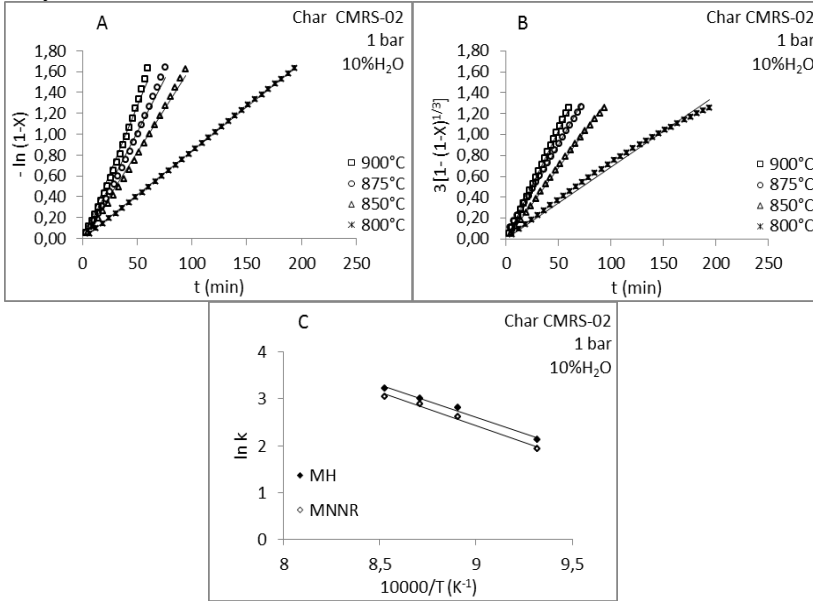 A
Char CMRS-02
1 bar
10%H₂O
1,80
1,60
1,40
1,20
1,00
0,80
0,60
0,40
0,20
0,00
- ln (1-X)
900°C
875°C
850°C
800°C
0 50 100 150 200 250
t (min)
B
Char CMRS-02
1 bar
10%H₂O
1,80
1,60
1,40
1,20
1,00
0,80
0,60
0,40
0,20
0,00
3 [1- (1-X)^1/3]
900°C
875°C
850°C
800°C
0 50 100 150 200 250
t (min)
C
Char CMRS-02
1 bar
10%H₂O
4
3
2
1
0
ln k
MH
MNNR
8 8,5 9 9,5
10000/T (K⁻¹)